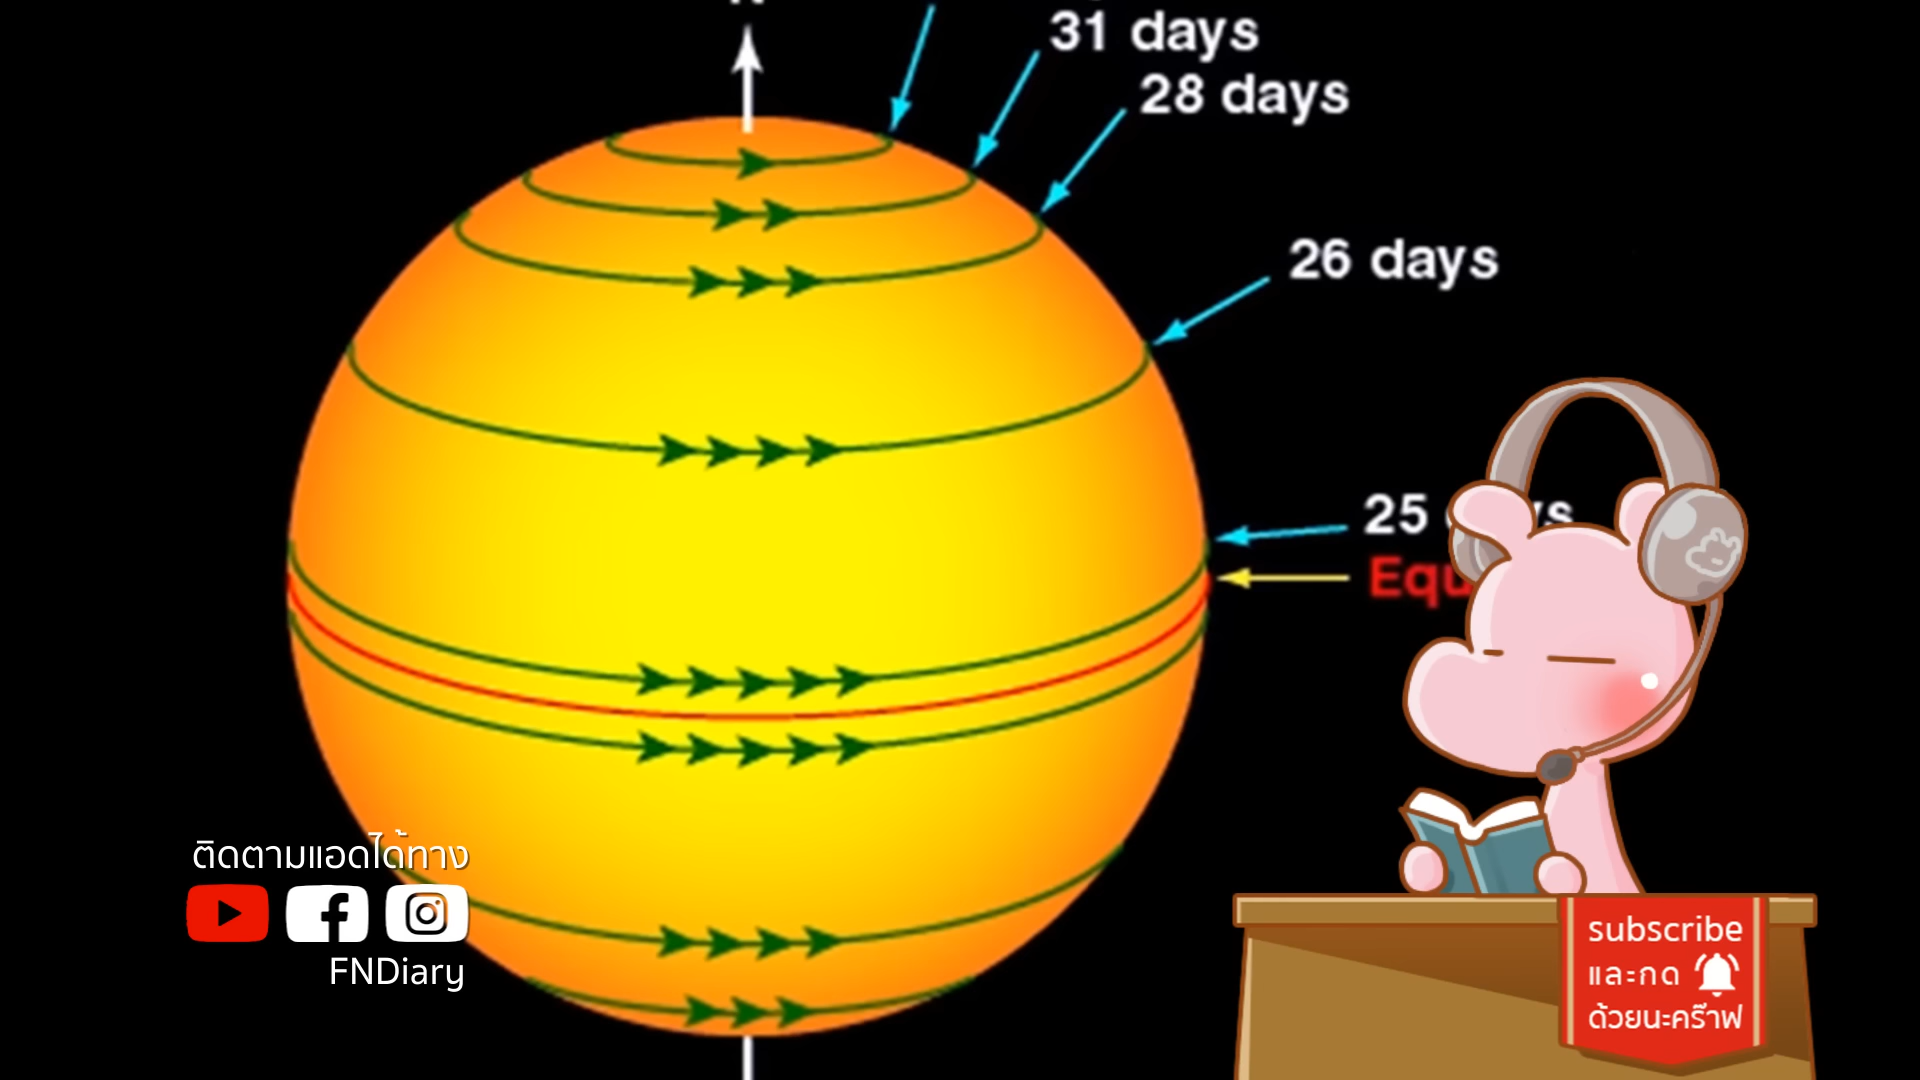 31 days
28 days
26 days
25
ติดตามแอดได้ทาง
FNDiary
subscribe
และกด
ด้วยนะคร๊าฟ